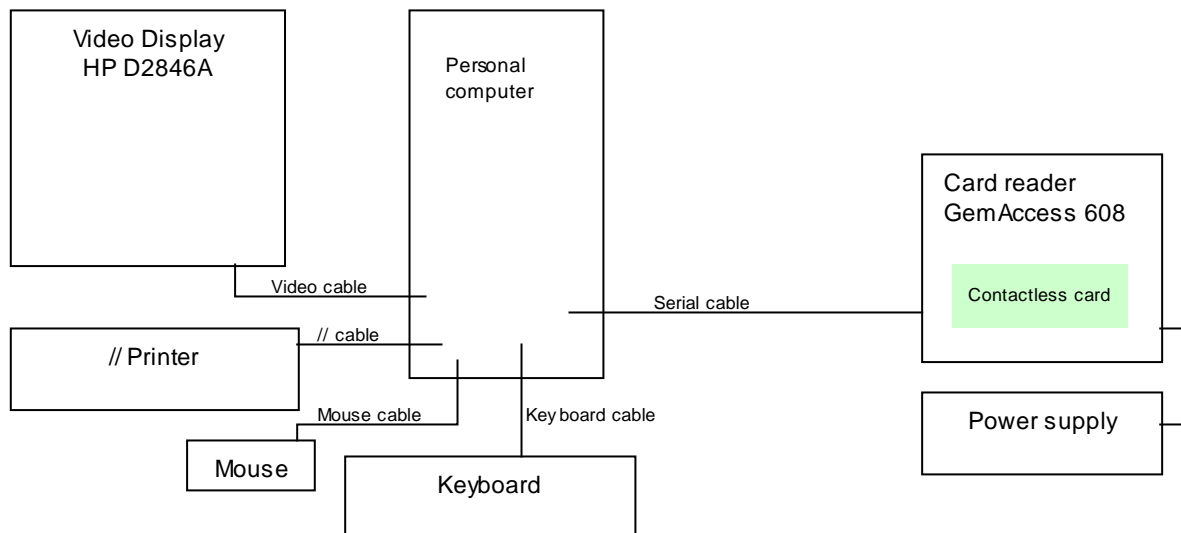 Video Display
HP D2846A
Personal
computer
Card reader
GemAccess 608
Contactless card
Video cable
Serial cable
// cable
// Printer
Mouse cable
Keyboard cable
Power supply
Mouse
Keyboard